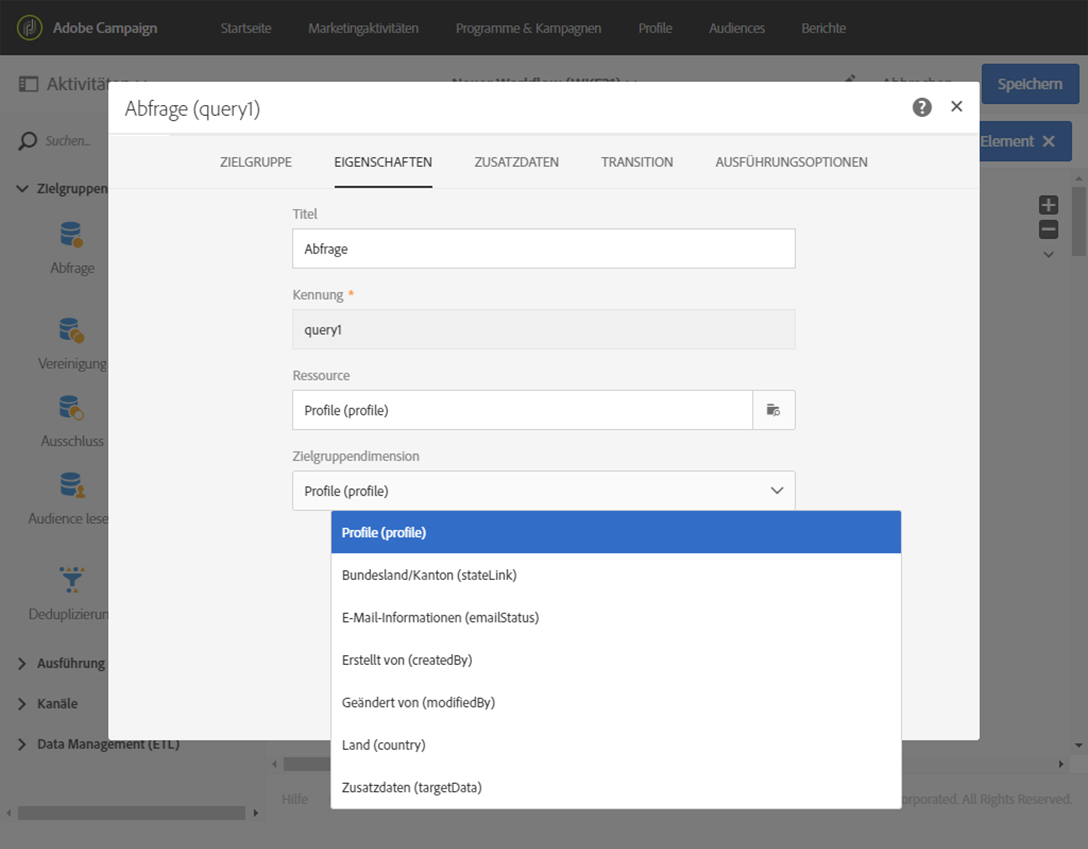 Adobe Campaign
Startseite
Marketingaktivitäten
Programme & Kampagnen
Profile
Audiences
Berichte
Speichern
Abfrage (query1)
Suchen...
Element
ZIELGRUPPE
EIGENSCHAFTEN
ZUSATZDATEN
TRANSITION
AUSFÜHRUNGSOPTIONEN
Zielgruppen
Titel
Abfrage
Abfrage
Kennung *
query1
Vereinigung
Ressource
Profile (profile)
Ausschluss
Zielgruppendimension
Profile (profile)
Audience lese
Profile (profile)
Bundesland/Kanton (stateLink)
E-Mail-Informationen (emailStatus)
Erstellt von (createdBy)
Geändert von (modifiedBy)
Land (country)
Zusatzdaten (targetData)
Deduplizierun
Ausführung
Kanäle
Data Management (ETL)
Hilfe
orporated. All Rights Reserved.